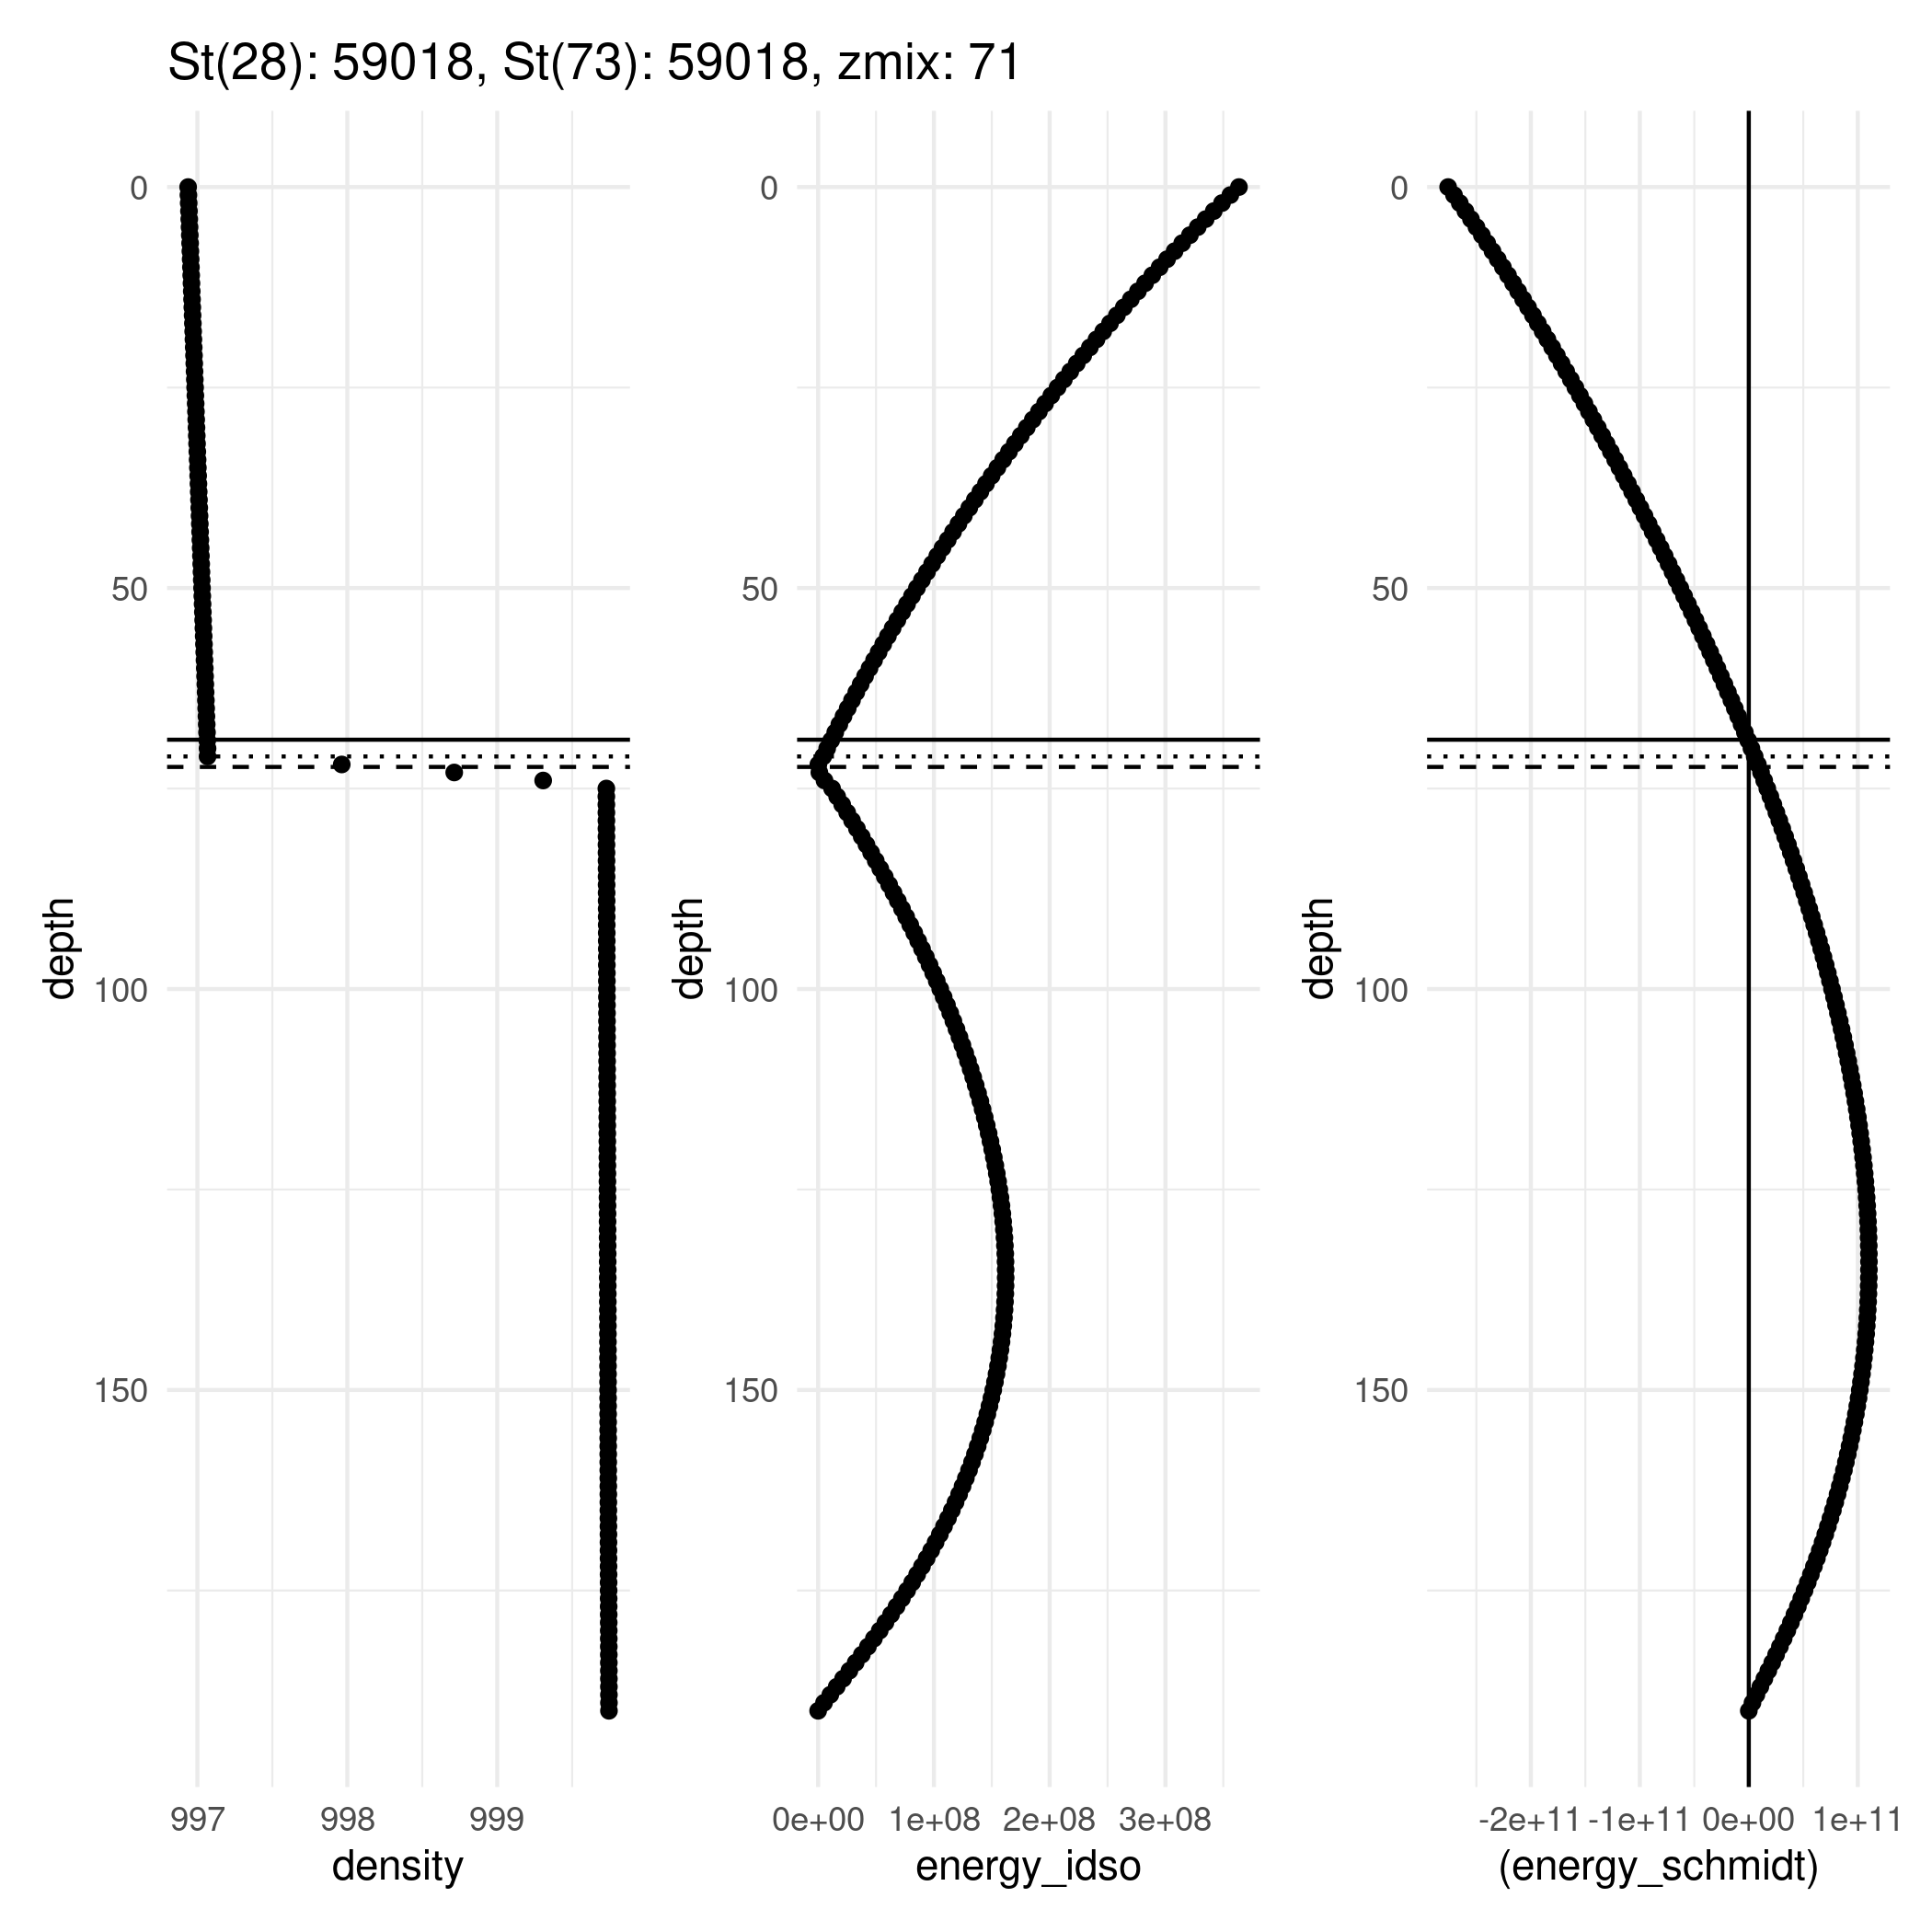 St(28): 59018, St(73): 59018, zmix: 71
0
50
100
150
depth
997 998 999
density
0
50
100
150
depth
0e+00 1e+08 2e+08 3e+08
energy_idso
0
50
100
150
depth
-2e+11 -1e+11 0e+00 1e+11
(energy_schmidt)